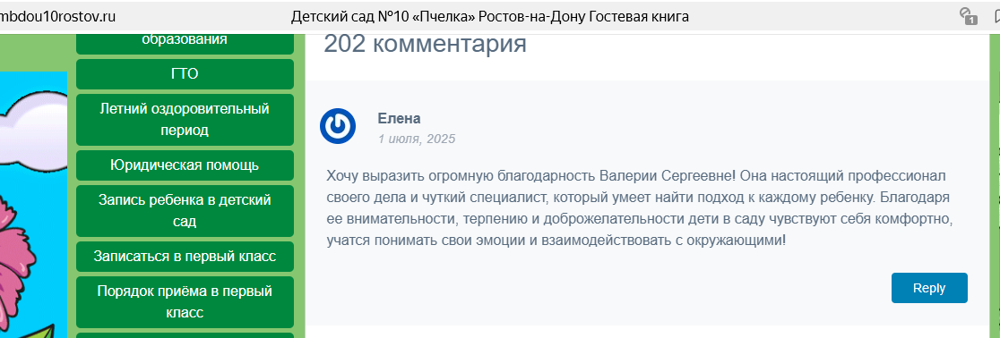 mbdou10rostov.ru
Детский сад №10 «Пчелка» Ростов-на-Дону Гостевая книга
1
образования
ГТО
Летний оздоровительный
период
Юридическая помощь
Запись ребенка в детский
сад
Записаться в первый класс
Порядок приёма в первый
класс
202 комментария
Елена
1 июля, 2025
Хочу выразить огромную благодарность Валерии Сергеевне! Она настоящий профессионал
своего дела и чуткий специалист, который умеет найти подход к каждому ребенку. Благодаря
ее внимательности, терпению и доброжелательности дети в саду чувствуют себя комфортно,
учатся понимать свои эмоции и взаимодействовать с окружающими!
Reply